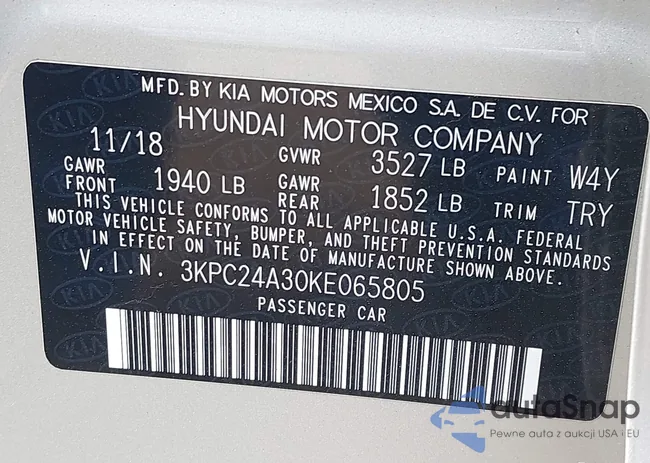 MFD. BY KIA MOTORS MEXICO S.A. DE C.V. FOR
HYUNDAI MOTOR COMPANY
11/18 GVWR 3527 LB PAINT W4Y
GAWR FRONT 1940 LB GAWR REAR 1852 LB TRIM TRY
THIS VEHICLE CONFORMS TO ALL APPLICABLE U.S.A. FEDERAL
MOTOR VEHICLE SAFETY, BUMPER, AND THEFT PREVENTION STANDARDS
IN EFFECT ON THE DATE OF MANUFACTURE SHOWN ABOVE.
V.I.N. 3KPC24A30KE065805
PASSENGER CAR
autoSnap
Pewne auta z aukcji USA i EU